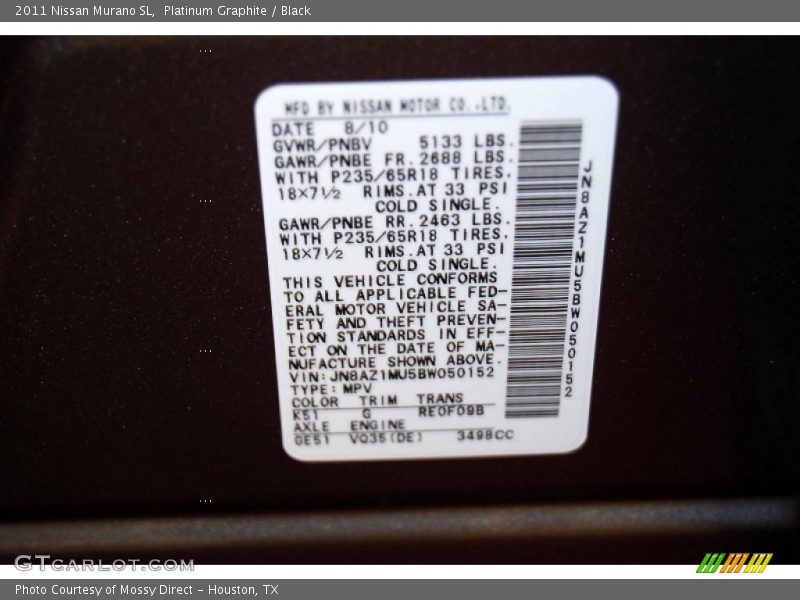 2011 Nissan Murano SL, Platinum Graphite / Black
MFD BY NISSAN MOTOR CO.,LTD.
DATE 8/10
GVWR/PNBV 5133 LBS.
GAWR/PNBE FR. 2688 LBS.
WITH P235/65R18 TIRES.
18×7½ RIMS.AT 33 PSI
COLD SINGLE.
GAWR/PNBE RR. 2463 LBS.
WITH P235/65R18 TIRES.
18×7½ RIMS.AT 33 PSI
COLD SINGLE.
THIS VEHICLE CONFORMS
TO ALL APPLICABLE FED-
ERAL MOTOR VEHICLE SA-
FETY AND THEFT PREVEN-
TION STANDARDS IN EFF-
ECT ON THE DATE OF MA-
NUFACTURE SHOWN ABOVE.
VIN:JN8AZ1MU5BW050152
TYPE:MPV
COLOR TRIM TRANS
K51 G RE0F09B
AXLE ENGINE
GE51 VQ35(DE) 3498CC
JN8AZ1MU5BW050152
GTCARLOT.COM
Photo Courtesy of Mossy Direct – Houston, TX